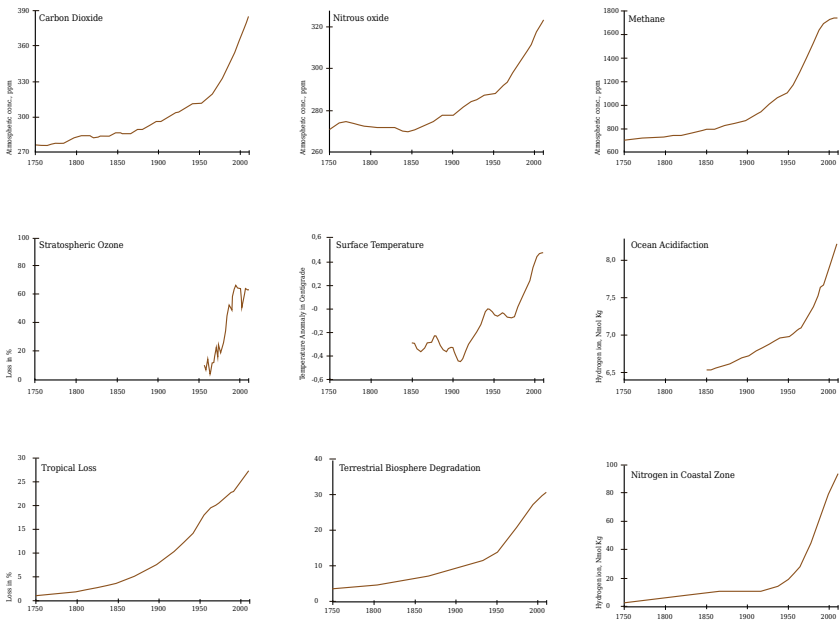 Carbon Dioxide
Atmospheric conc., ppm
390
360
330
300
270
1750 1800 1850 1900 1950 2000
Nitrous oxide
Atmospheric conc., ppm
320
300
280
260
1750 1800 1850 1900 1950 2000
Methane
Atmospheric conc., ppm
1800
1600
1400
1200
1000
800
600
1750 1800 1850 1900 1950 2000
Stratospheric Ozone
Loss in %
100
80
60
40
20
0
1750 1800 1850 1900 1950 2000
Surface Temperature
Temperature Anomaly in Centigrade
0,6
0,4
0,2
-0
-0,2
-0,4
-0,6
1750 1800 1850 1900 1950 2000
Ocean Acidifaction
Hydrogen ion, Nmol Kg
8,0
7,5
7,0
6,5
1750 1800 1850 1900 1950 2000
Tropical Loss
Loss in %
30
25
20
15
10
5
0
1750 1800 1850 1900 1950 2000
Terrestrial Biosphere Degradation
40
30
20
10
0
1750 1800 1850 1900 1950 2000
Nitrogen in Coastal Zone
Hydrogen ion, Nmol Kg
100
80
60
40
20
0
1750 1800 1850 1900 1950 2000